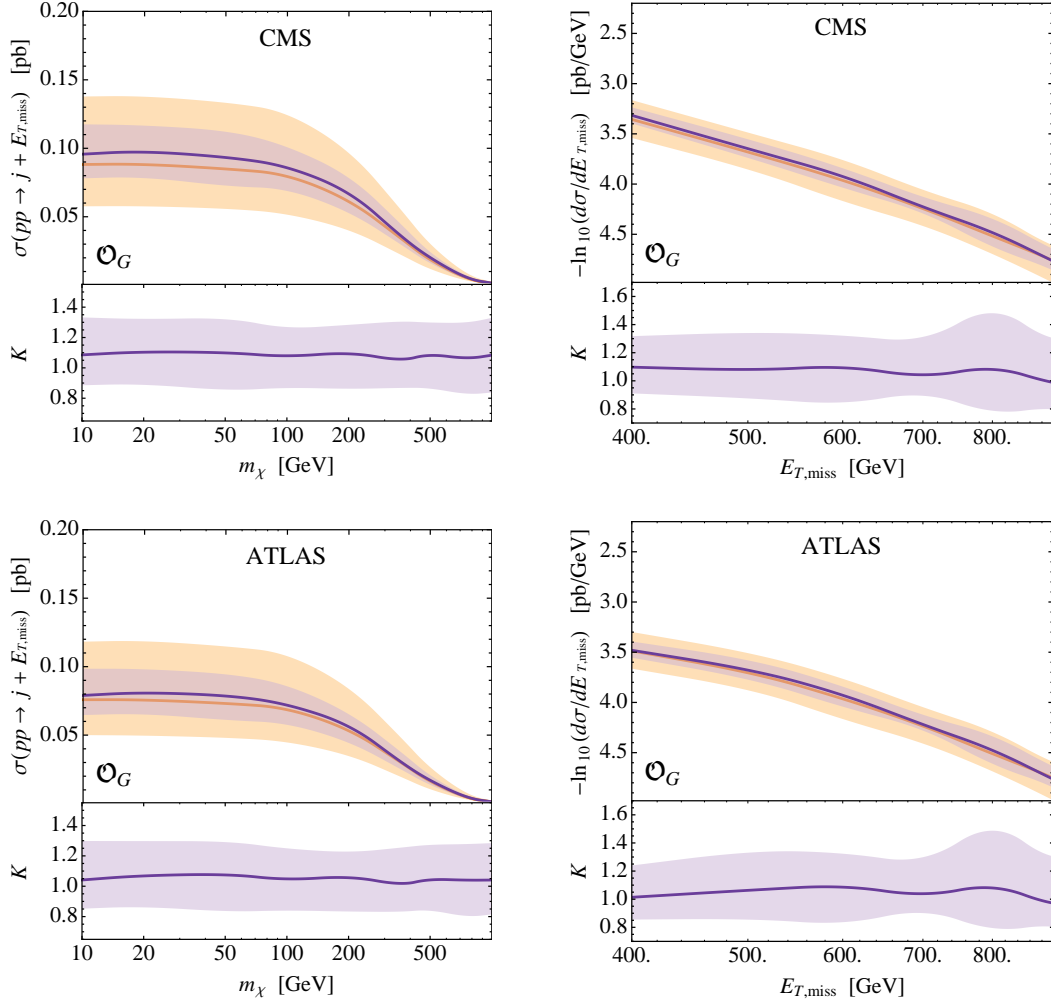 CMS
σ(pp → j + E_T,miss) [pb]
0.20
0.15
0.10
0.05
𝔒_G
K
1.4
1.2
1.0
0.8
10 20 50 100 200 500
m_χ [GeV]
CMS
−ln₁₀(dσ/dE_T,miss) [pb/GeV]
2.5
3.0
3.5
4.0
4.5
𝔒_G
K
1.6
1.4
1.2
1.0
0.8
400. 500. 600. 700. 800.
E_T,miss [GeV]
ATLAS
σ(pp → j + E_T,miss) [pb]
0.20
0.15
0.10
0.05
𝔒_G
K
1.4
1.2
1.0
0.8
10 20 50 100 200 500
m_χ [GeV]
ATLAS
−ln₁₀(dσ/dE_T,miss) [pb/GeV]
2.5
3.0
3.5
4.0
4.5
𝔒_G
K
1.6
1.4
1.2
1.0
0.8
400. 500. 600. 700. 800.
E_T,miss [GeV]